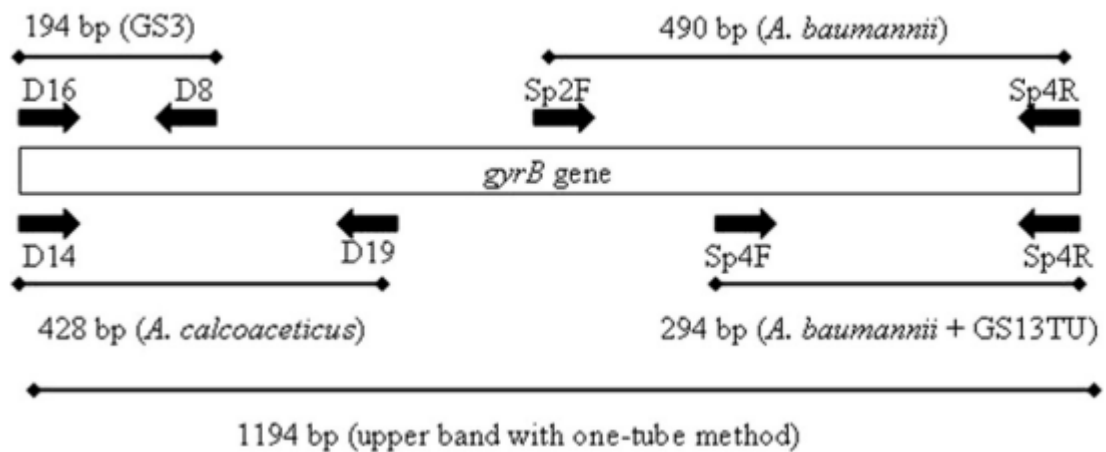 194 bp (GS3)
490 bp (A. baumannii)
D16
D8
Sp2F
Sp4R
gyrB gene
D14
D19
Sp4F
Sp4R
428 bp (A. calcoaceticus)
294 bp (A. baumannii + GS13TU)
1194 bp (upper band with one-tube method)